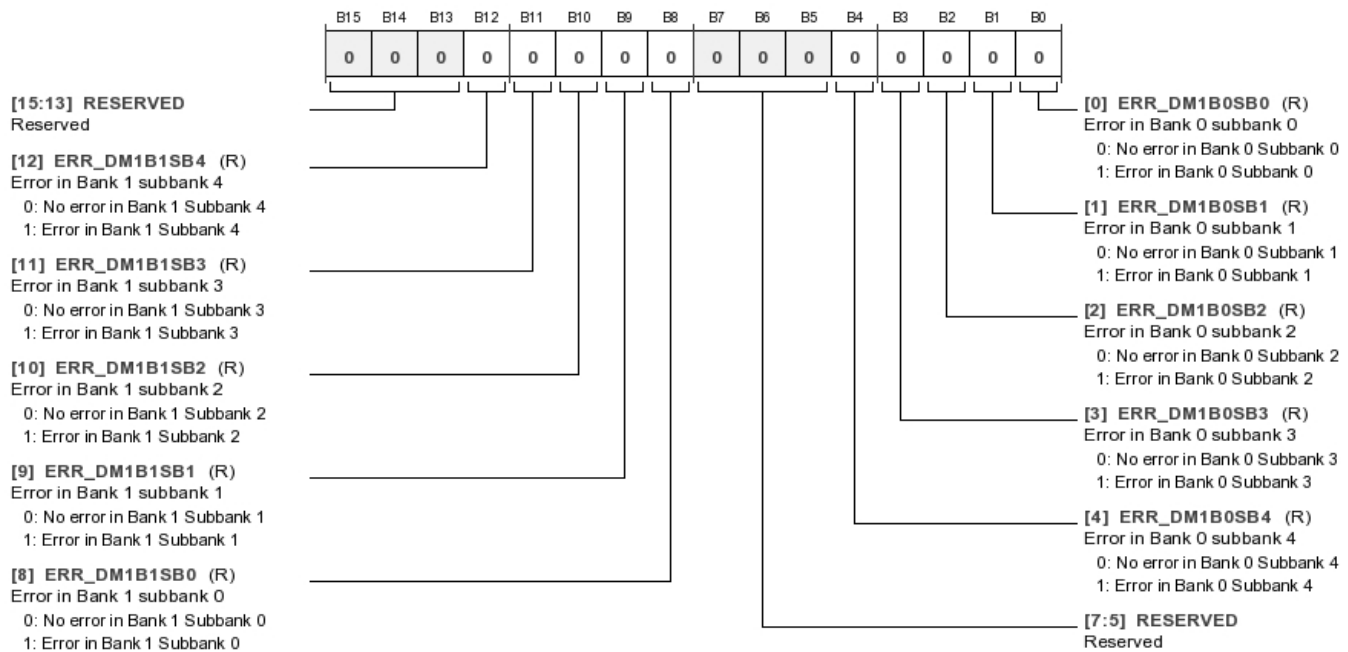 B15 B14 B13 B12 B11 B10 B9 B8 B7 B6 B5 B4 B3 B2 B1 B0
0 0 0 0 0 0 0 0 0 0 0 0 0 0 0 0
[15:13] RESERVED
Reserved
[12] ERR_DM1B1SB4 (R)
Error in Bank 1 subbank 4
0: No error in Bank 1 Subbank 4
1: Error in Bank 1 Subbank 4
[11] ERR_DM1B1SB3 (R)
Error in Bank 1 subbank 3
0: No error in Bank 1 Subbank 3
1: Error in Bank 1 Subbank 3
[10] ERR_DM1B1SB2 (R)
Error in Bank 1 subbank 2
0: No error in Bank 1 Subbank 2
1: Error in Bank 1 Subbank 2
[9] ERR_DM1B1SB1 (R)
Error in Bank 1 subbank 1
0: No error in Bank 1 Subbank 1
1: Error in Bank 1 Subbank 1
[8] ERR_DM1B1SB0 (R)
Error in Bank 1 subbank 0
0: No error in Bank 1 Subbank 0
1: Error in Bank 1 Subbank 0
[0] ERR_DM1B0SB0 (R)
Error in Bank 0 subbank 0
0: No error in Bank 0 Subbank 0
1: Error in Bank 0 Subbank 0
[1] ERR_DM1B0SB1 (R)
Error in Bank 0 subbank 1
0: No error in Bank 0 Subbank 1
1: Error in Bank 0 Subbank 1
[2] ERR_DM1B0SB2 (R)
Error in Bank 0 subbank 2
0: No error in Bank 0 Subbank 2
1: Error in Bank 0 Subbank 2
[3] ERR_DM1B0SB3 (R)
Error in Bank 0 subbank 3
0: No error in Bank 0 Subbank 3
1: Error in Bank 0 Subbank 3
[4] ERR_DM1B0SB4 (R)
Error in Bank 0 subbank 4
0: No error in Bank 0 Subbank 4
1: Error in Bank 0 Subbank 4
[7:5] RESERVED
Reserved